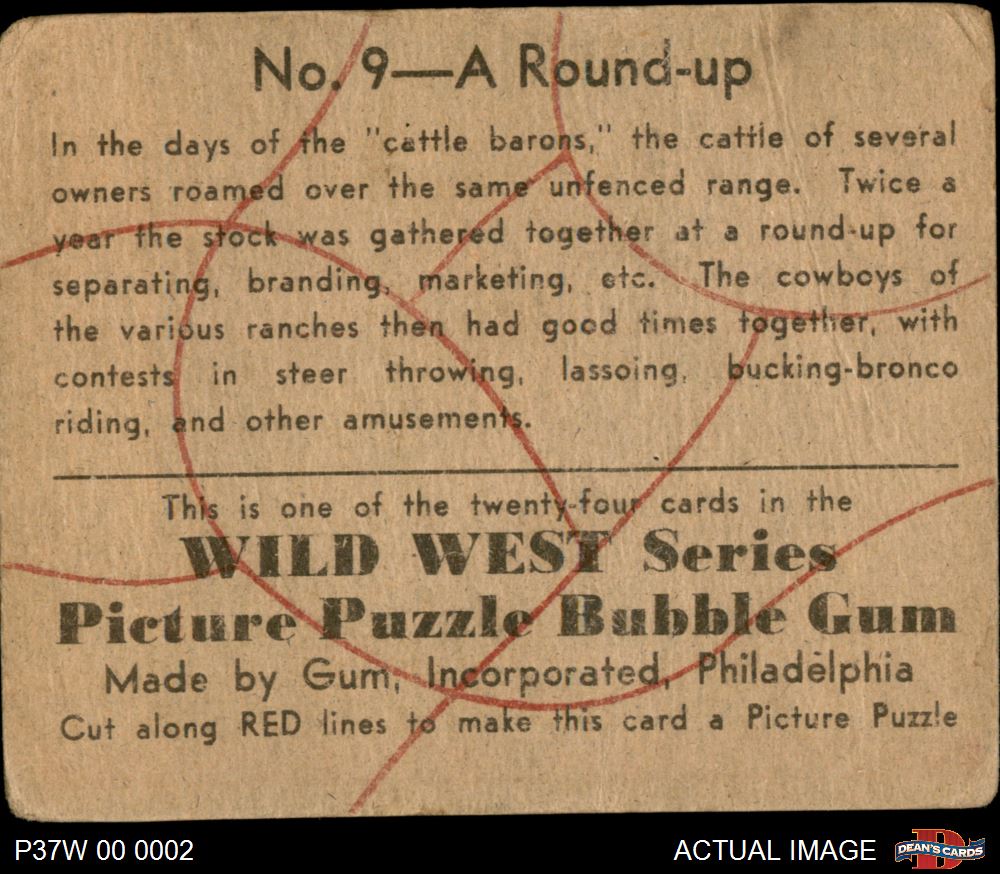 No. 9—A Round-up
In the days of the "cattle barons," the cattle of several
owners roamed over the same unfenced range. Twice a
year the stock was gathered together at a round-up for
separating, branding, marketing, etc. The cowboys of
the various ranches then had good times together, with
contests in steer throwing, lassoing, bucking-bronco
riding, and other amusements.
This is one of the twenty-four cards in the
WILD WEST Series
Picture Puzzle Bubble Gum
Made by Gum, Incorporated, Philadelphia
Cut along RED lines to make this card a Picture Puzzle
P37W 00 0002
ACTUAL IMAGE
D
DEAN'S CARDS